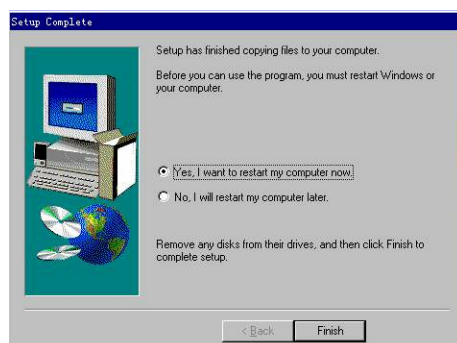 Setup Complete
Setup has finished copying files to your computer.
Before you can use the program, you must restart Windows or
your computer.
Yes, I want to restart my computer now.
No, I will restart my computer later.
Remove any disks from their drives, and then click Finish to
complete setup.
< Back
Finish